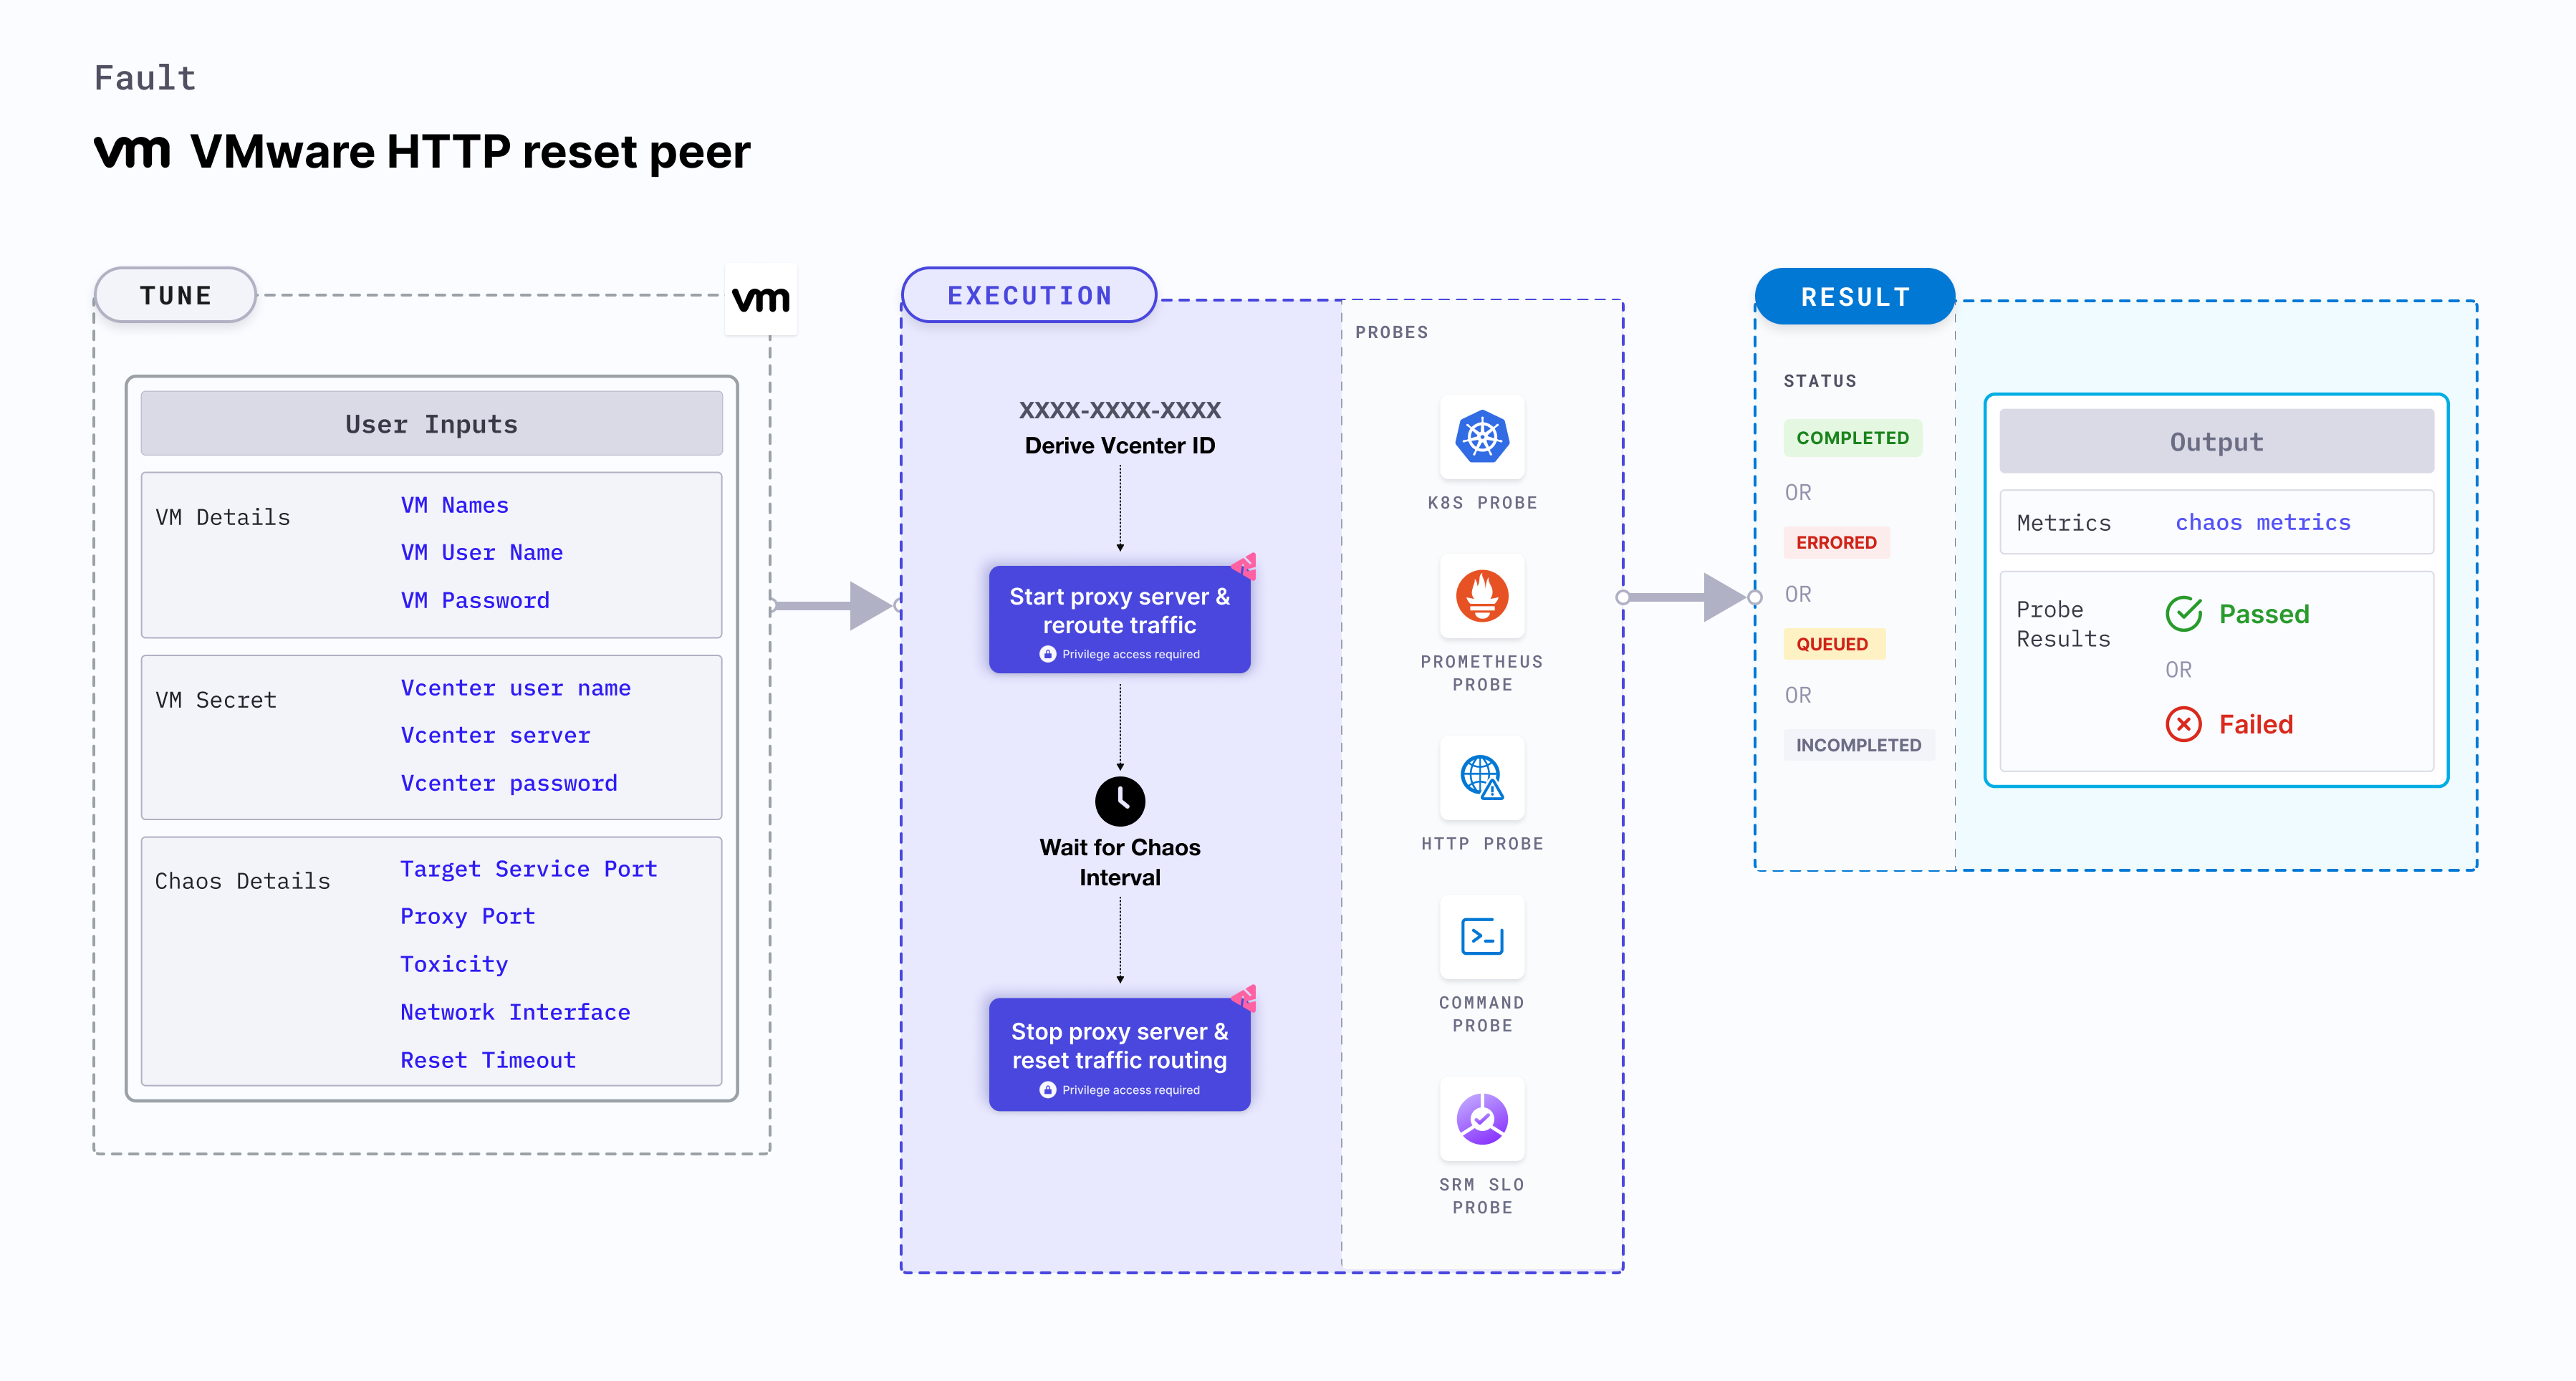 Fault
vm VMware HTTP reset peer
TUNE
vm
User Inputs
VM Details
VM Names
VM User Name
VM Password
VM Secret
Vcenter user name
Vcenter server
Vcenter password
Chaos Details
Target Service Port
Proxy Port
Toxicity
Network Interface
Reset Timeout
EXECUTION
XXXX-XXXX-XXXX
Derive Vcenter ID
Start proxy server &
reroute traffic
Privilege access required
Wait for Chaos
Interval
Stop proxy server &
reset traffic routing
Privilege access required
PROBES
K8S PROBE
PROMETHEUS
PROBE
HTTP PROBE
COMMAND
PROBE
SRM SLO
PROBE
RESULT
STATUS
COMPLETED
OR
ERRORED
OR
QUEUED
OR
INCOMPLETED
Output
Metrics
chaos metrics
Probe
Results
Passed
OR
Failed